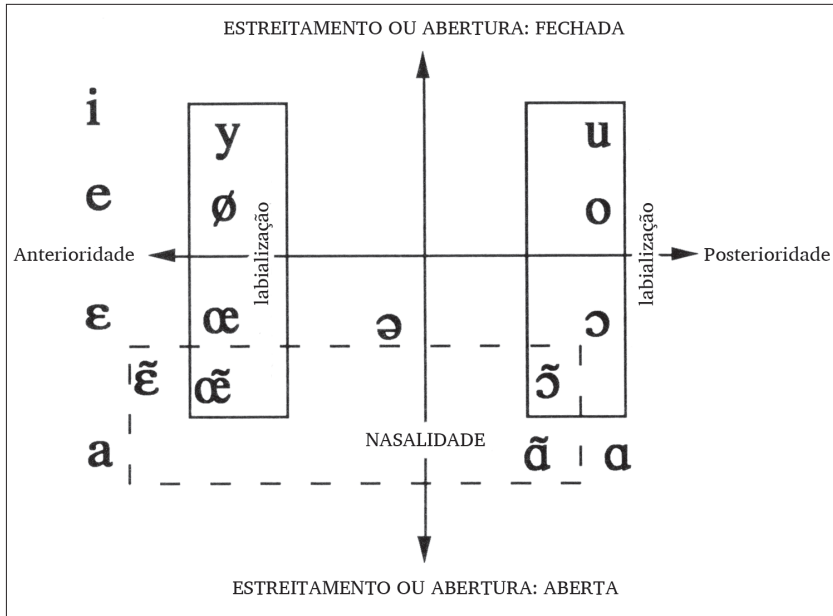 ESTREITAMENTO OU ABERTURA: FECHADA
i
y
u
e
ø
o
labialização
labialização
Anterioridade
Posterioridade
ɛ
œ
ə
ɔ
ɛ̃
œ̃
ɔ̃
NASALIDADE
a
ɑ̃
ɑ
ESTREITAMENTO OU ABERTURA: ABERTA